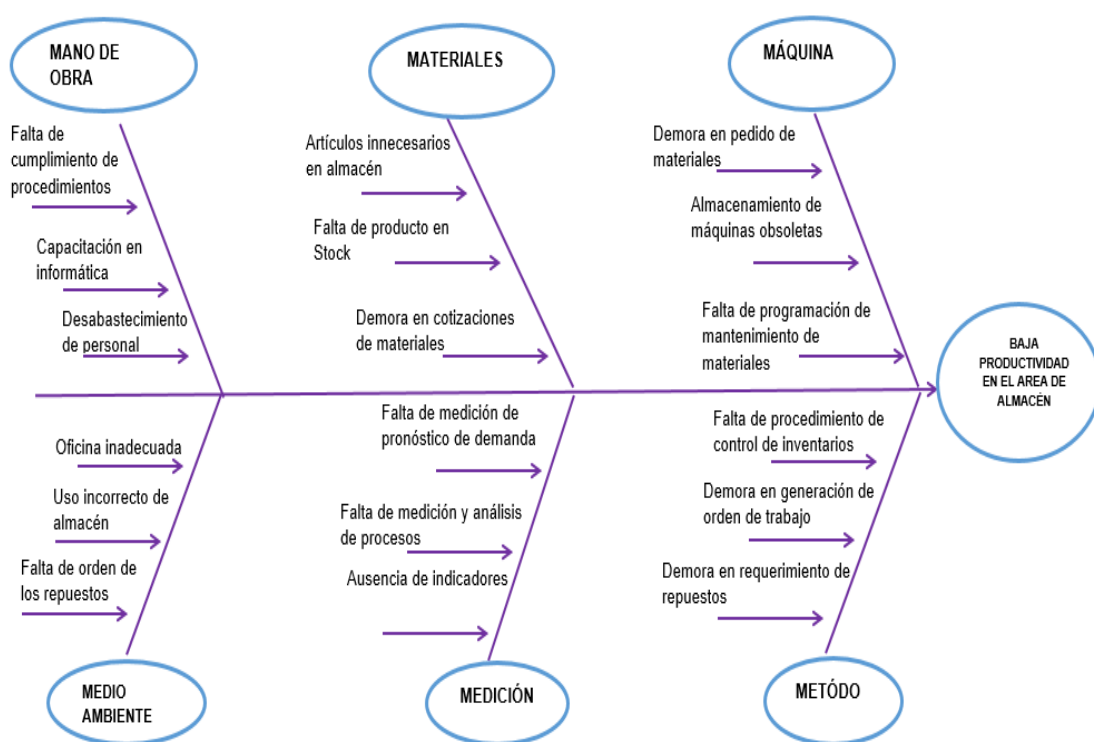 MANO DE
OBRA
MATERIALES
MÁQUINA
Falta de
cumplimiento de
procedimientos
Capacitación en
informática
Desabastecimiento
de personal
Artículos innecesarios
en almacén
Falta de producto en
Stock
Demora en cotizaciones
de materiales
Demora en pedido de
materiales
Almacenamiento de
máquinas obsoletas
Falta de programación de
mantenimiento de
materiales
BAJA
PRODUCTIVIDAD
EN EL AREA DE
ALMACÉN
Oficina inadecuada
Uso incorrecto de
almacén
Falta de orden de
los repuestos
Falta de medición de
pronóstico de demanda
Falta de medición y análisis
de procesos
Ausencia de indicadores
Falta de procedimiento de
control de inventarios
Demora en generación de
orden de trabajo
Demora en requerimiento de
repuestos
MEDIO
AMBIENTE
MEDICIÓN
METÓDO